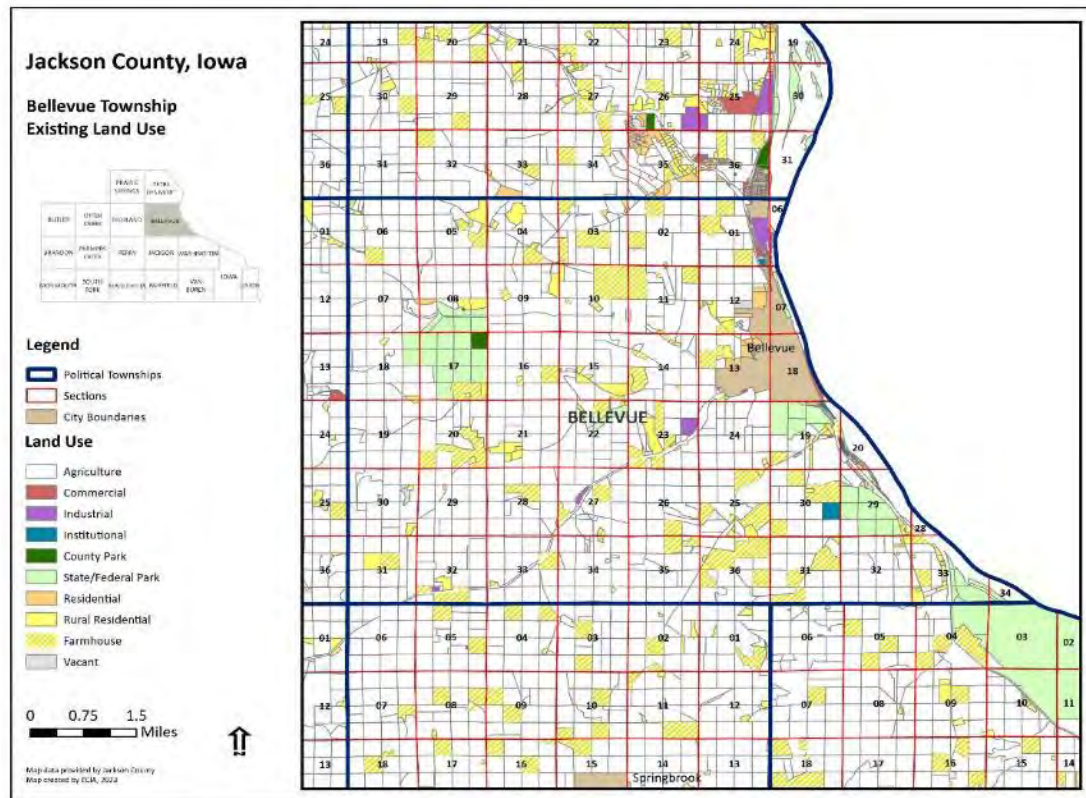 Jackson County, Iowa
Bellevue Township
Existing Land Use
PRAIRIE
SPRINGS
BUTLER
OTTER
CREEK
RICHLAND
BELLEVUE
BRANDON
PERRY
JACKSON
WASHINGTON
MONMOUTH
SOUTH
FORK
FAIRFIELD
VAN
BUREN
IOWA
UNION
Legend
Political Townships
Sections
City Boundaries
Land Use
Agriculture
Commercial
Industrial
Institutional
County Park
State/Federal Park
Residential
Rural Residential
Farmhouse
Vacant
0 0.75 1.5
Miles
Map data provided by Jackson County
Map created by ECIA, 2023
24 19 20 21 22 23 24 19
30 29 28 27 26 25 30
36 31 32 33 34 35 36 31
06 05 04 03 02 01 06
12 07 08 09 10 11 12 07
Bellevue
13 18 17 16 15 14 13 18
BELLEVUE
24 19 20 21 22 23 24 19 20
25 30 29 28 27 26 25 30 29 28
36 31 32 33 34 35 36 31 32 33 34
01 06 05 04 03 02 01 06 05 04 03 02
12 07 08 09 10 11 12 07 08 09 10 11
13 18 17 16 15 14 13 18 17 16 15 14
Springbrook